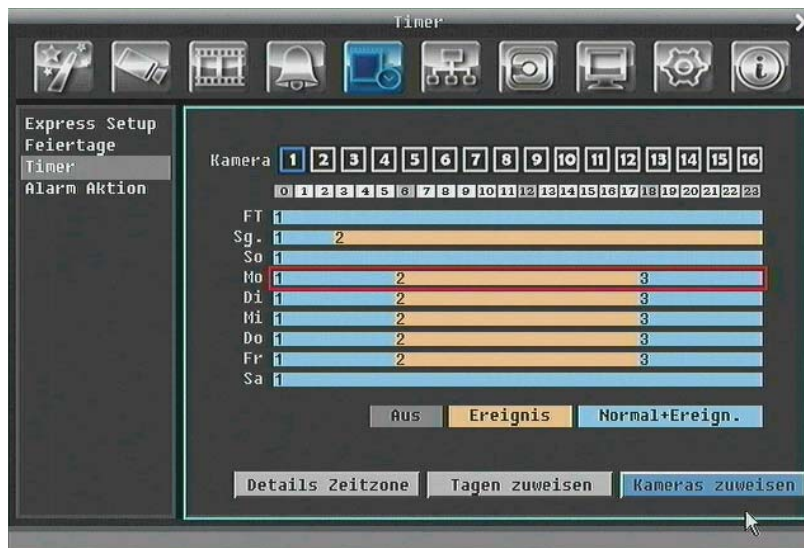 Timer
X
Express Setup
Feiertage
Timer
Alarm Aktion
Kamera 1 2 3 4 5 6 7 8 9 10 11 12 13 14 15 16
0 1 2 3 4 5 6 7 8 9 10 11 12 13 14 15 16 17 18 19 20 21 22 23
FT 1
Sg. 1 2
So 1
Mo 1 2 3
Di 1 2 3
Mi 1 2 3
Do 1 2 3
Fr 1 2 3
Sa 1
Aus Ereignis Normal+Ereign.
Details Zeitzone Tagen zuweisen Kameras zuweisen